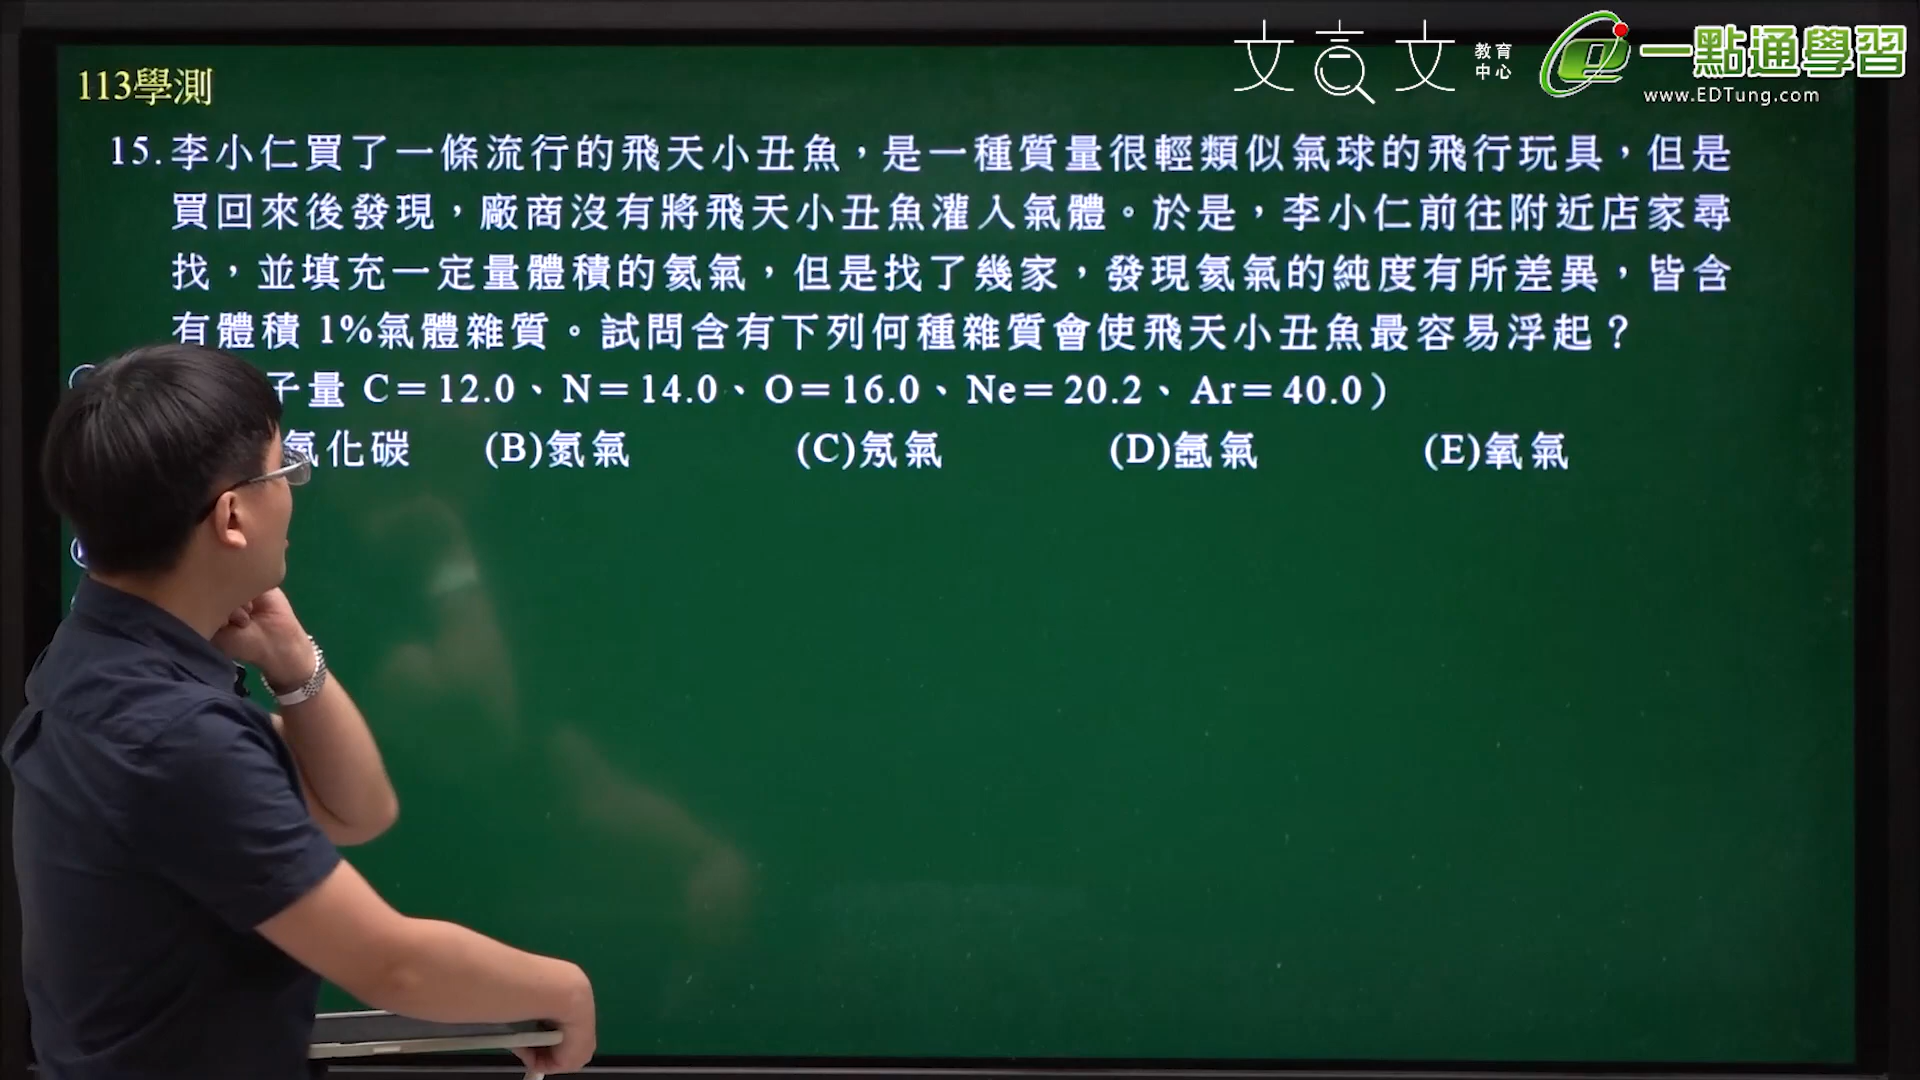 文言文 教育中心
一點通學習
www.EDTung.com
113學測
15.李小仁買了一條流行的飛天小丑魚，是一種質量很輕類似氣球的飛行玩具，但是
買回來後發現，廠商沒有將飛天小丑魚灌入氣體。於是，李小仁前往附近店家尋
找，並填充一定量體積的氦氣，但是找了幾家，發現氦氣的純度有所差異，皆含
有體積 1%氣體雜質。試問含有下列何種雜質會使飛天小丑魚最容易浮起？
子量 C＝12.0、N＝14.0、O＝16.0、Ne＝20.2、Ar＝40.0）
氧化碳 (B)氮氣 (C)氖氣 (D)氬氣 (E)氧氣